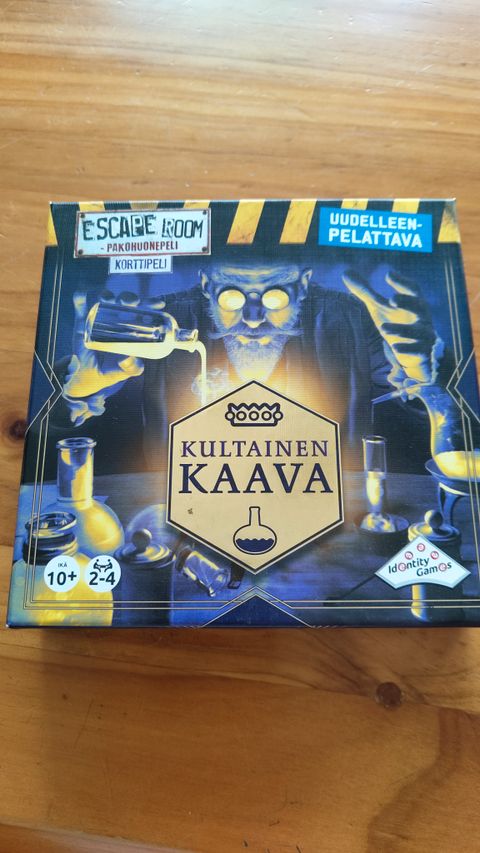 ESCAPE ROOM
- PAKOHUONEPELI
KORTTIPELI
UUDELLEEN-
PELATTAVA
KULTAINEN
KAAVA
IKÄ
10+
2-4
Identity
Games